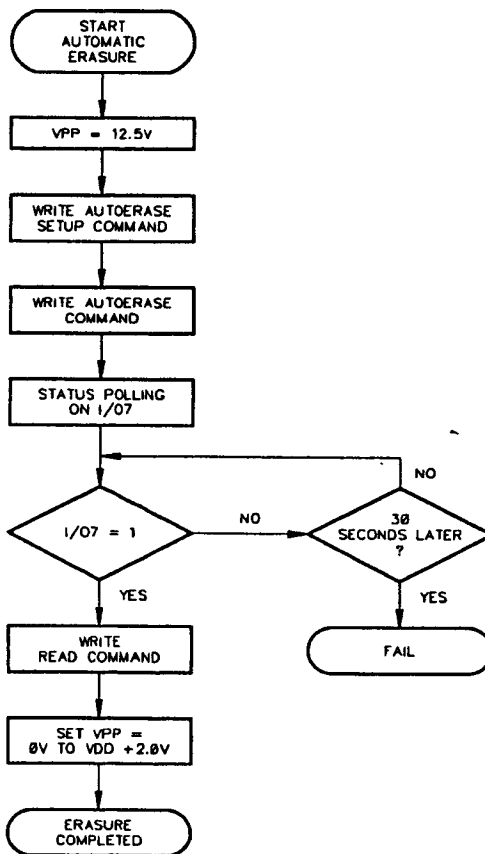 START
AUTOMATIC
ERASURE
VPP = 12.5V
WRITE AUTOERASE
SETUP COMMAND
WRITE AUTOERASE
COMMAND
STATUS POLLING
ON I/O7
NO
I/O7 = 1
NO
30
SECONDS LATER
?
YES
YES
WRITE
READ COMMAND
FAIL
SET VPP =
0V TO VDD +2.0V
ERASURE
COMPLETED